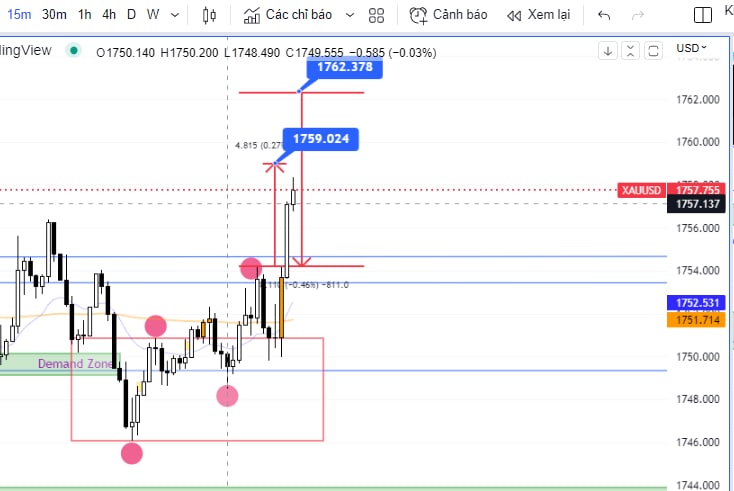 15m 30m 1h 4h D W Các chỉ báo Cảnh báo Xem lại
dingView O1750.140 H1750.200 L1748.490 C1749.555 −0.585 (−0.03%) USD
1762.378
1762.000
4.815 (0.27 1759.024 1760.000
XAUUSD 1757.755
1757.137
1756.000
1754.000
(−0.46%) −811.0
1752.531
1751.714
Demand Zone 1750.000
1748.000
1746.000
1744.000